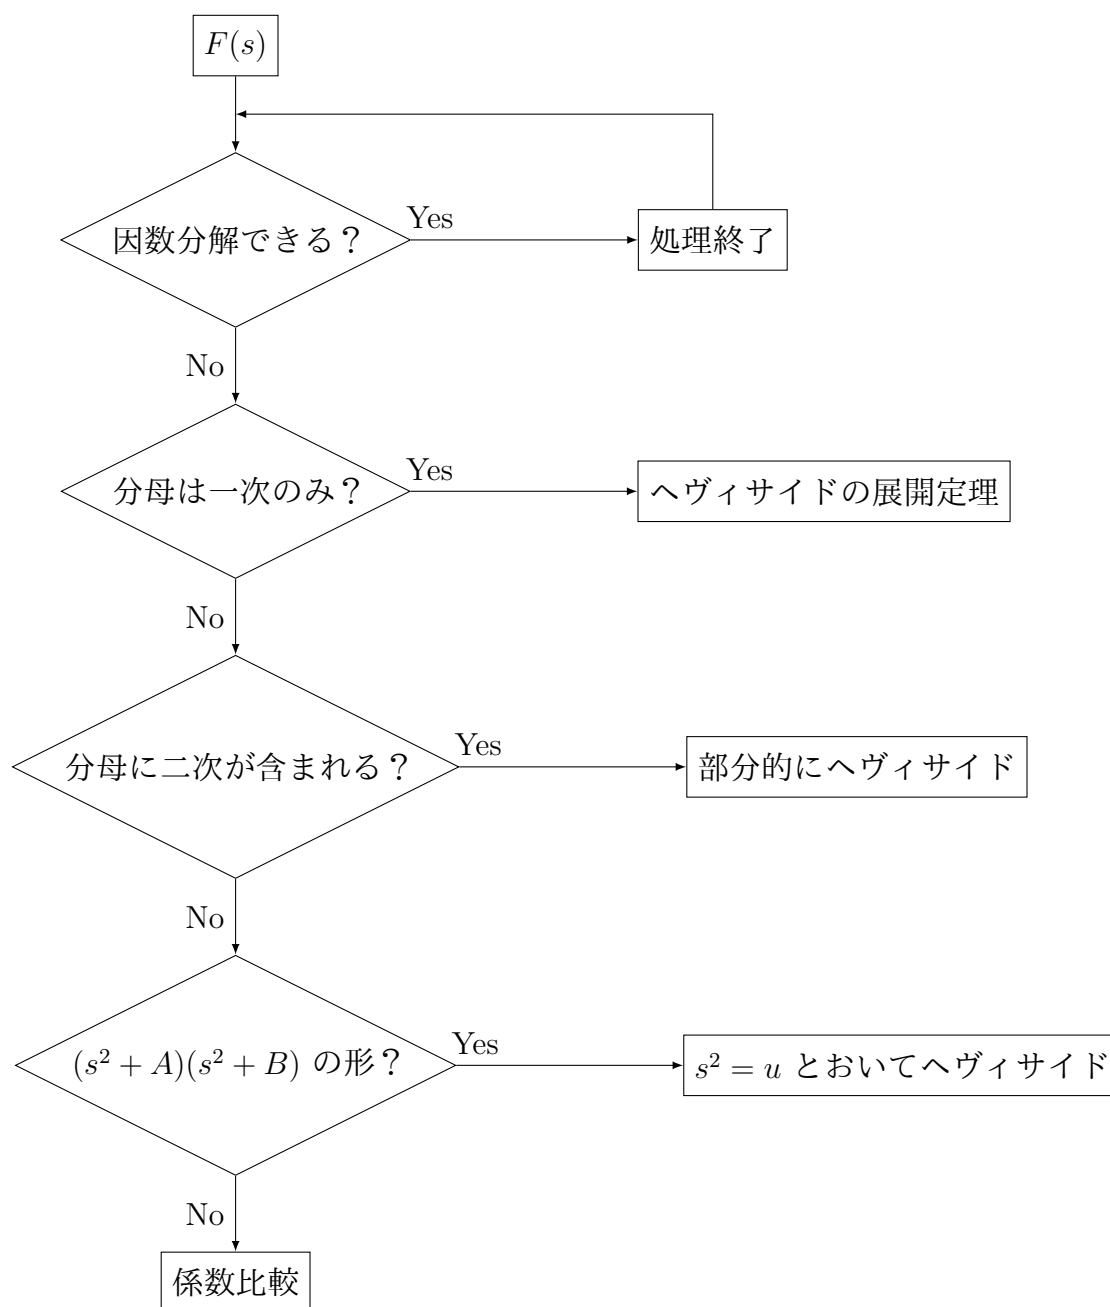 F(s)
因数分解できる？
Yes
処理終了
No
分母は一次のみ？
Yes
ヘヴィサイドの展開定理
No
分母に二次が含まれる？
Yes
部分的にヘヴィサイド
No
(s² + A)(s² + B) の形？
Yes
s² = u とおいてヘヴィサイド
No
係数比較